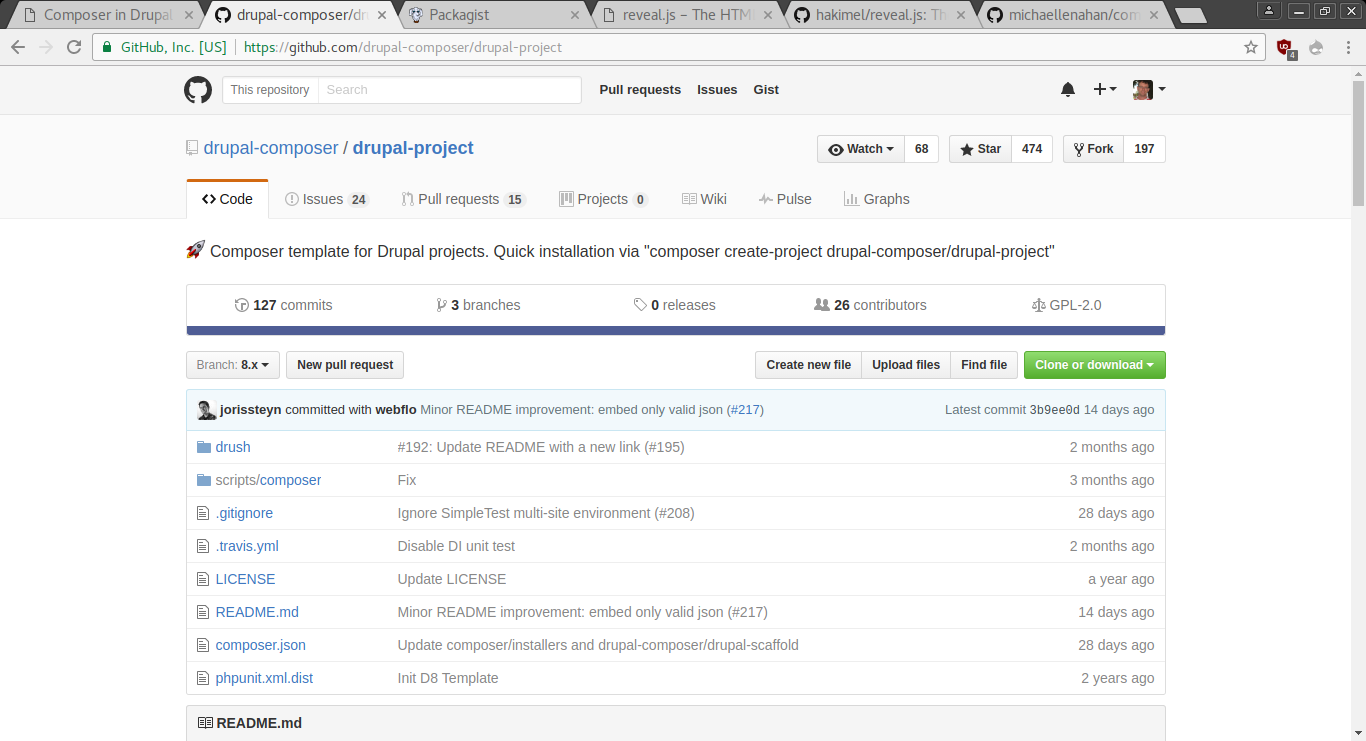 Composer in Drupal
drupal-composer/dr
Packagist
reveal.js – The HTM
hakimel/reveal.js: Th
michaellenahan/com
GitHub, Inc. [US] https://github.com/drupal-composer/drupal-project
4
This repository Search Pull requests Issues Gist
drupal-composer / drupal-project Watch 68 Star 474 Fork 197
Code Issues 24 Pull requests 15 Projects 0 Wiki Pulse Graphs
🚀 Composer template for Drupal projects. Quick installation via "composer create-project drupal-composer/drupal-project"
127 commits 3 branches 0 releases 26 contributors GPL-2.0
Branch: 8.x New pull request Create new file Upload files Find file Clone or download
jorissteyn committed with webflo Minor README improvement: embed only valid json (#217) Latest commit 3b9ee0d 14 days ago
drush #192: Update README with a new link (#195) 2 months ago
scripts/composer Fix 3 months ago
.gitignore Ignore SimpleTest multi-site environment (#208) 28 days ago
.travis.yml Disable DI unit test 2 months ago
LICENSE Update LICENSE a year ago
README.md Minor README improvement: embed only valid json (#217) 14 days ago
composer.json Update composer/installers and drupal-composer/drupal-scaffold 28 days ago
phpunit.xml.dist Init D8 Template 2 years ago
README.md